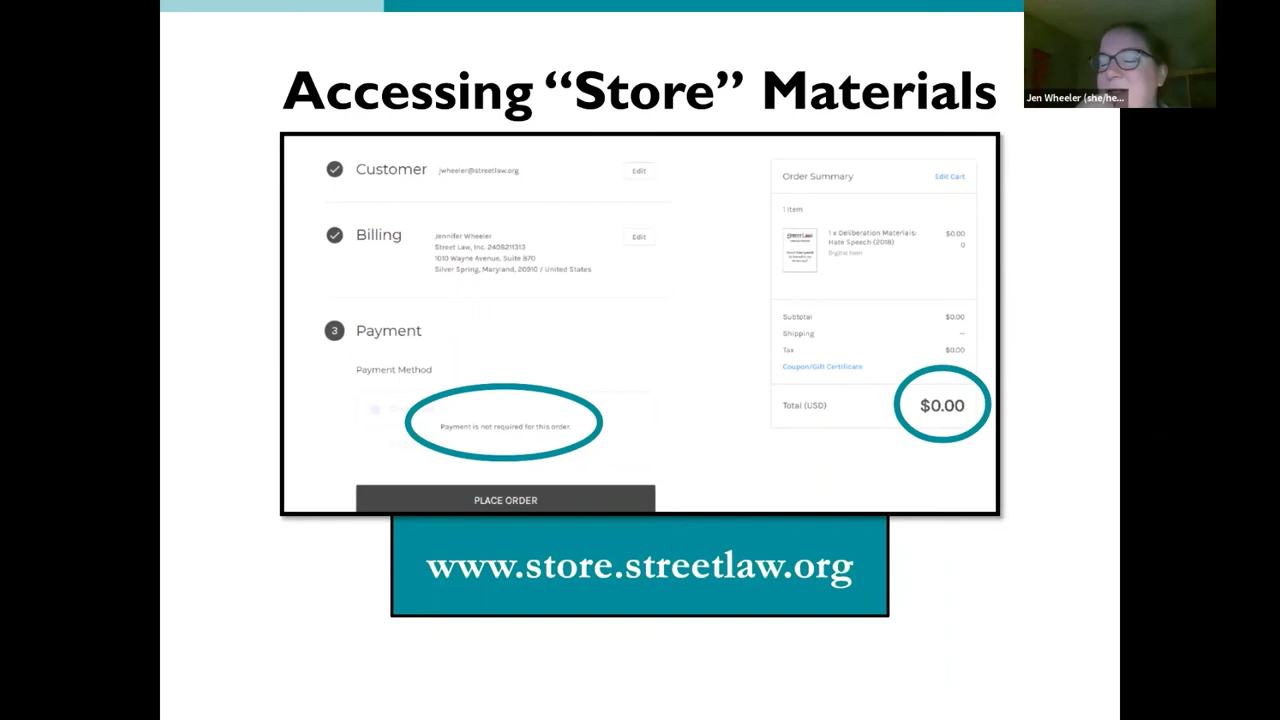 Accessing “Store” Materials
Jen Wheeler (she/he...
Customer
jwheeler@streetlaw.org
Edit
Billing
Jennifer Wheeler
Street Law, Inc. 2408211313
1010 Wayne Avenue, Suite 870
Silver Spring, Maryland, 20910 / United States
Edit
3 Payment
Payment Method
Payment is not required for this order.
PLACE ORDER
Order Summary
Edit Cart
1 Item
1 x Deliberation Materials: $0.00
Hate Speech (2018) 0
Digital Item
Subtotal $0.00
Shipping --
Tax $0.00
Coupon/Gift Certificate
Total (USD) $0.00
www.store.streetlaw.org